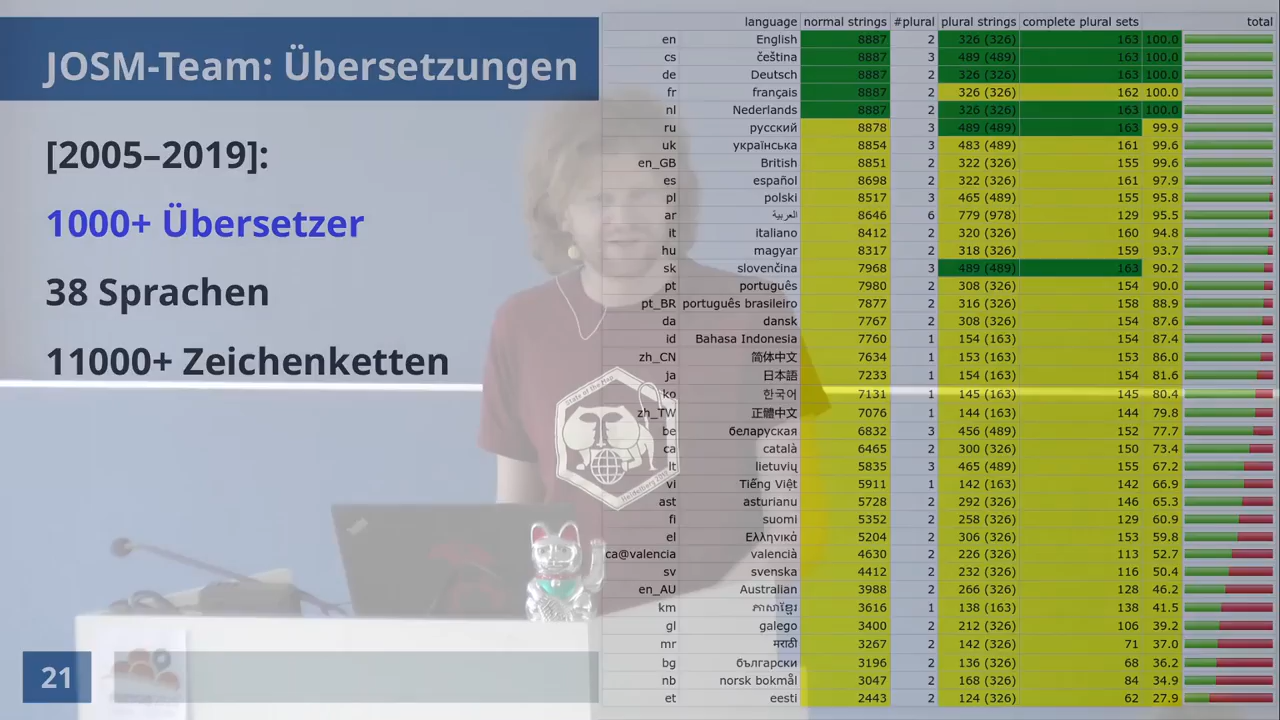 JOSM-Team: Übersetzungen
[2005–2019]:
1000+ Übersetzer
38 Sprachen
11000+ Zeichenketten
21
language normal strings #plural plural strings complete plural sets total
en English 8887 2 326 (326) 163 100.0
cs čeština 8887 3 489 (489) 163 100.0
de Deutsch 8887 2 326 (326) 163 100.0
fr français 8887 2 326 (326) 162 100.0
nl Nederlands 8887 2 326 (326) 163 100.0
ru русский 8878 3 489 (489) 163 99.9
uk українська 8854 3 483 (489) 161 99.6
en_GB British 8851 2 322 (326) 155 99.6
es español 8698 2 322 (326) 161 97.9
pl polski 8517 3 465 (489) 155 95.8
ar العربية 8646 6 779 (978) 129 95.5
it italiano 8412 2 320 (326) 160 94.8
hu magyar 8317 2 318 (326) 159 93.7
sk slovenčina 7968 3 489 (489) 163 90.2
pt português 7980 2 308 (326) 154 90.0
pt_BR português brasileiro 7877 2 316 (326) 158 88.9
da dansk 7767 2 308 (326) 154 87.6
id Bahasa Indonesia 7760 1 154 (163) 154 87.4
zh_CN 简体中文 7634 1 153 (163) 153 86.0
ja 日本語 7233 1 154 (163) 154 81.6
ko 한국어 7131 1 145 (163) 145 80.4
zh_TW 正體中文 7076 1 144 (163) 144 79.8
be беларуская 6832 3 456 (489) 152 77.7
ca català 6465 2 300 (326) 150 73.4
lt lietuvių 5835 3 465 (489) 155 67.2
vi Tiếng Việt 5911 1 142 (163) 142 66.9
ast asturianu 5728 2 292 (326) 146 65.3
fi suomi 5352 2 258 (326) 129 60.9
el Ελληνικά 5204 2 306 (326) 153 59.8
ca@valencia valencià 4630 2 226 (326) 113 52.7
sv svenska 4412 2 232 (326) 116 50.4
en_AU Australian 3988 2 266 (326) 128 46.2
km ភាសាខ្មែរ 3616 1 138 (163) 138 41.5
gl galego 3400 2 212 (326) 106 39.2
mr मराठी 3267 2 142 (326) 71 37.0
bg български 3196 2 136 (326) 68 36.2
nb norsk bokmål 3047 2 168 (326) 84 34.9
et eesti 2443 2 124 (326) 62 27.9
State of the Map